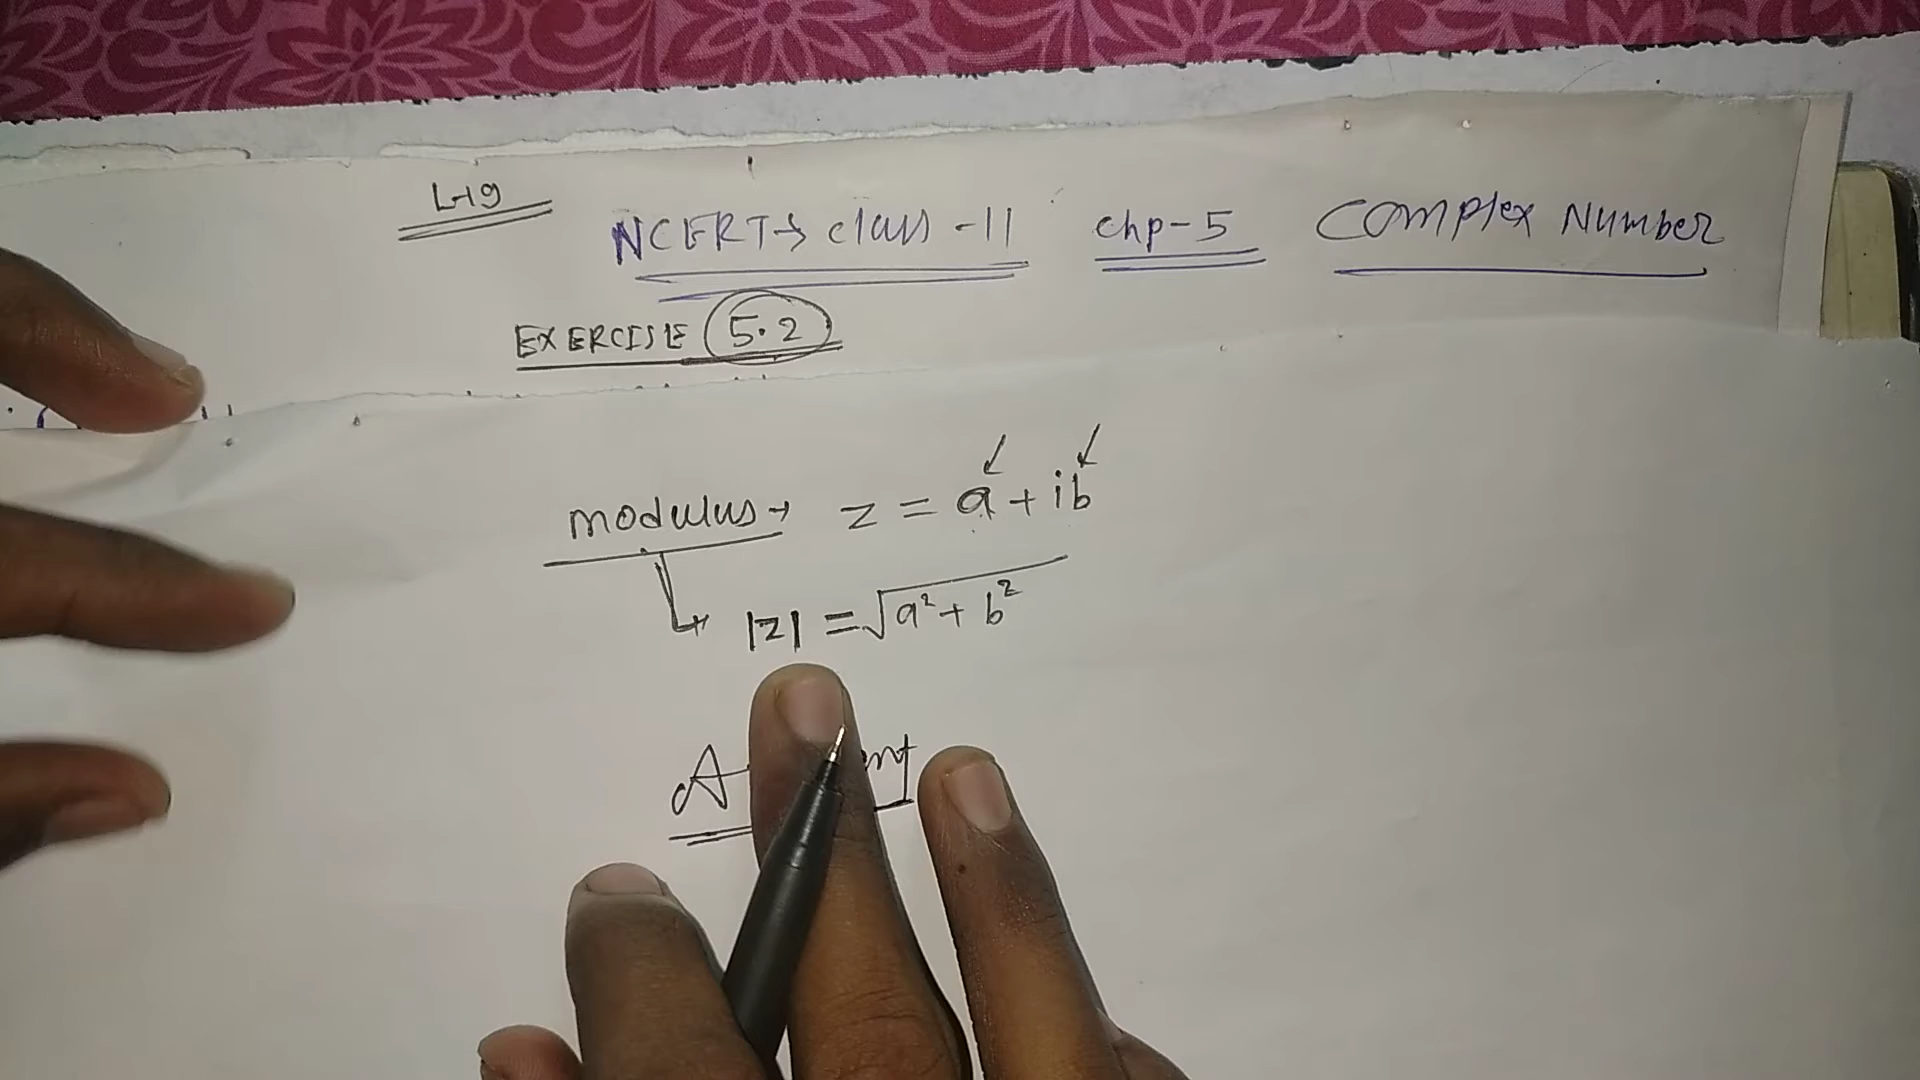 L-19
NCERT→ class -11 chp-5 Complex Number
EXERCISE 5.2
modulus→ z = a + ib
|z| = √a² + b²